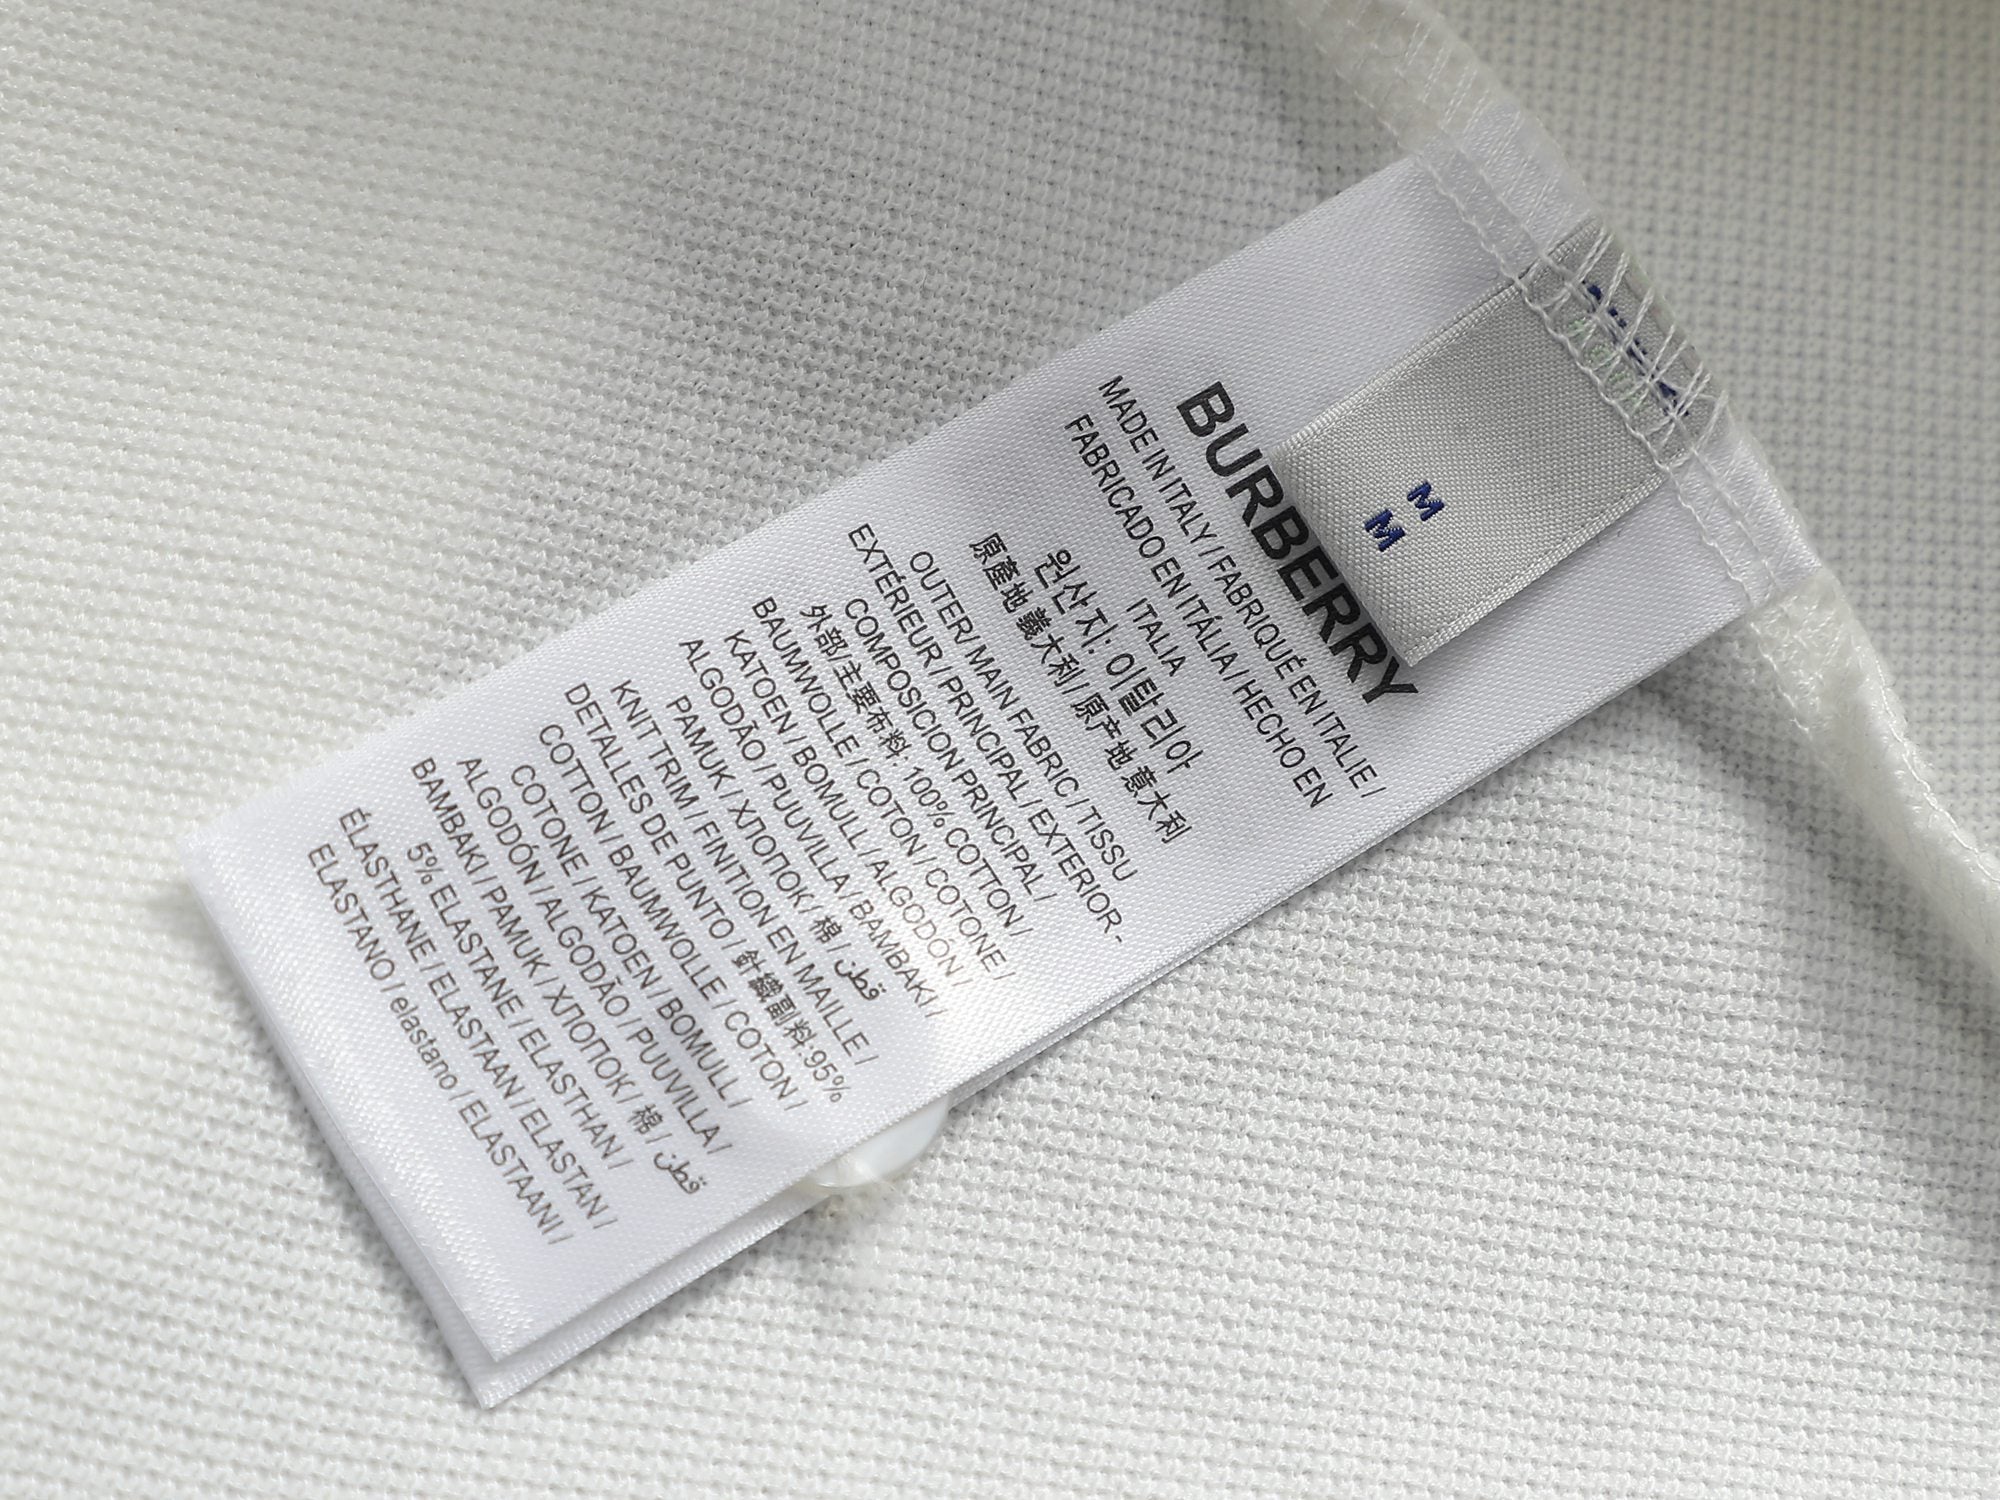 M
M
BURBERRY
MADE IN ITALY / FABRIQUÉ EN ITALIE /
FABRICADO EN ITÁLIA / HECHO EN
ITALIA
원산지: 이탈리아
原產地 義大利 / 原产地 意大利
OUTER/ MAIN FABRIC / TISSU
EXTÉRIEUR / PRINCIPAL / EXTERIOR -
COMPOSICION PRINCIPAL /
外部/主要布料: 100% COTTON /
BAUMWOLLE / COTON / COTONE /
KATOEN / BOMULL / ALGODÓN /
ALGODÃO / PUUVILLA / BAMBAKI /
PAMUK / ХЛОПОК / 棉 / قطن
KNIT TRIM / FINITION EN MAILLE /
DETALLES DE PUNTO / 針織副料:95%
COTTON / BAUMWOLLE / COTON /
COTONE / KATOEN / BOMULL /
ALGODÓN / ALGODÃO / PUUVILLA /
BAMBAKI / PAMUK / ХЛОПОК / 棉 / قطن
5% ELASTANE / ELASTHAN /
ÉLASTHANE / ELASTAAN / ELASTAN /
ELASTANO / elastano / ELASTAANI /